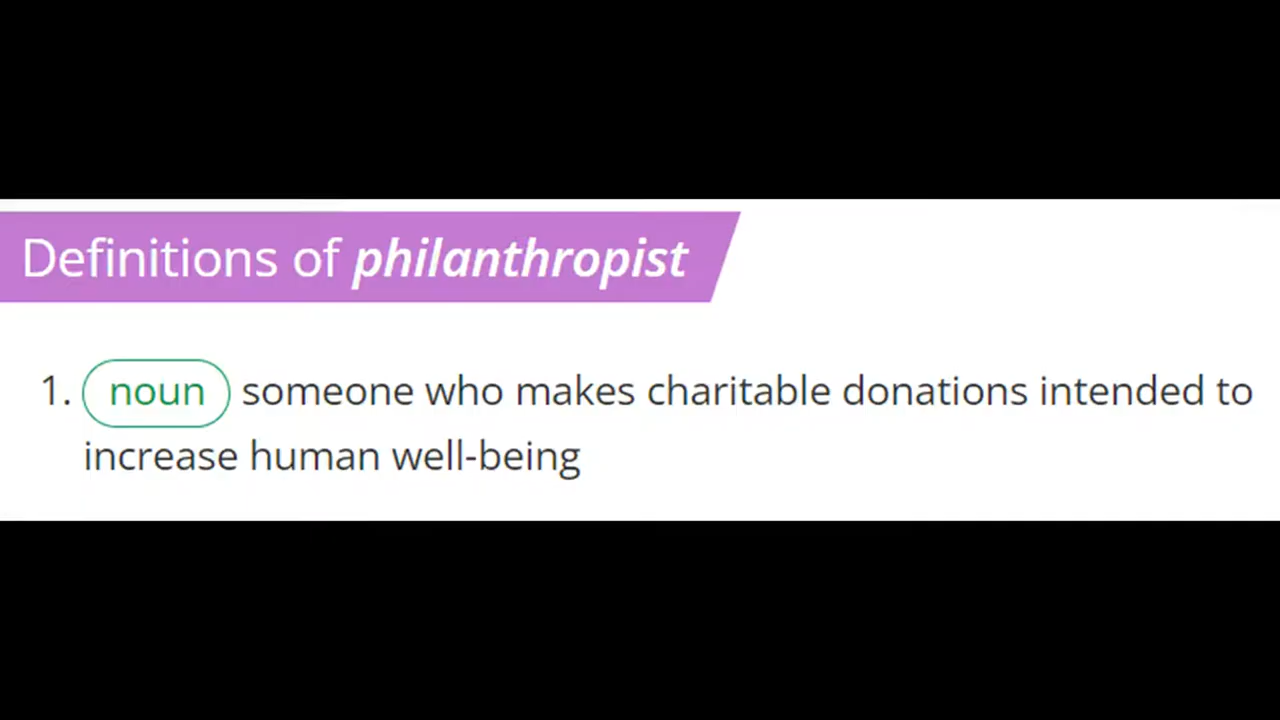 Definitions of philanthropist
1. noun someone who makes charitable donations intended to
increase human well-being